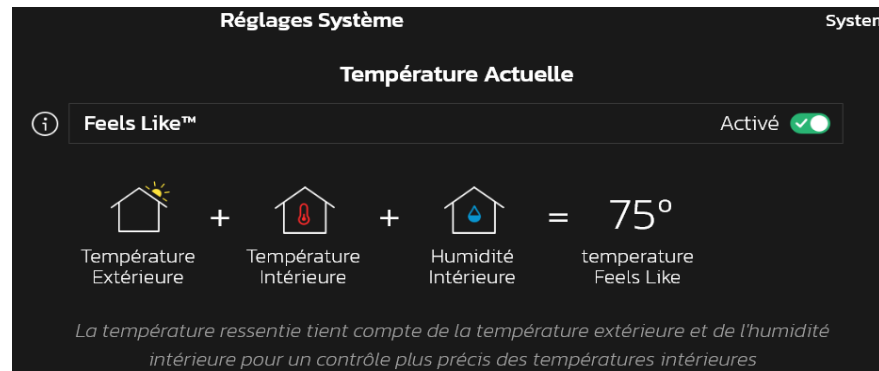 Réglages Système
System
Température Actuelle
Feels Like™ Activé
+ + = 75°
Température Température Humidité temperature
Extérieure Intérieure Intérieure Feels Like
La température ressentie tient compte de la température extérieure et de l'humidité
intérieure pour un contrôle plus précis des températures intérieures